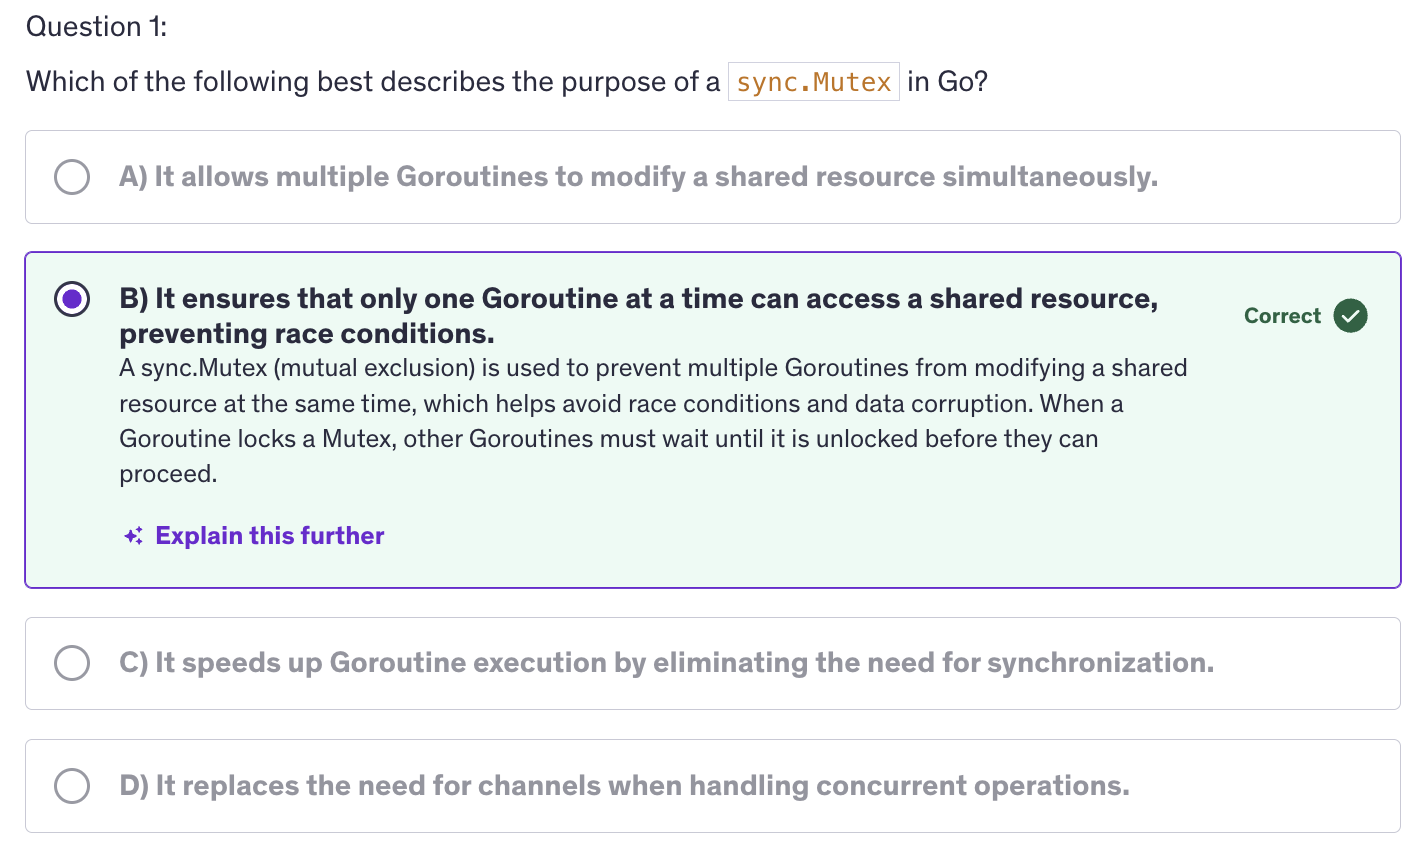 Question 1:
Which of the following best describes the purpose of a sync.Mutex in Go?
A) It allows multiple Goroutines to modify a shared resource simultaneously.
B) It ensures that only one Goroutine at a time can access a shared resource,
preventing race conditions.
Correct
A sync.Mutex (mutual exclusion) is used to prevent multiple Goroutines from modifying a shared
resource at the same time, which helps avoid race conditions and data corruption. When a
Goroutine locks a Mutex, other Goroutines must wait until it is unlocked before they can
proceed.
Explain this further
C) It speeds up Goroutine execution by eliminating the need for synchronization.
D) It replaces the need for channels when handling concurrent operations.